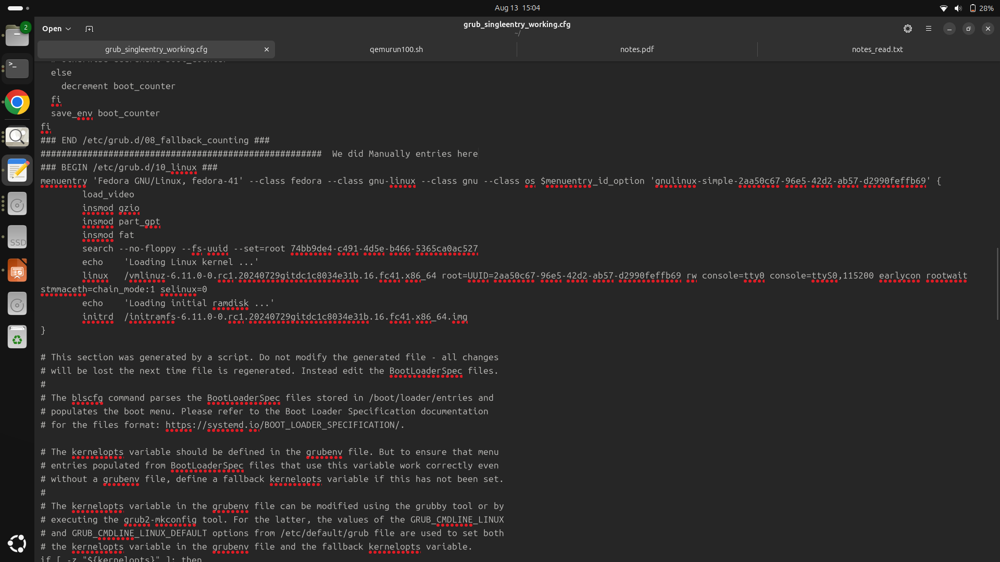 Aug 13  15:04
28%
2
Open
grub_singleentry_working.cfg
~/
grub_singleentry_working.cfg
qemurun100.sh
notes.pdf
notes_read.txt
  else
    decrement boot_counter
  fi
  save_env boot_counter
fi
### END /etc/grub.d/08_fallback_counting ###
######################################################  We did Manually entries here
### BEGIN /etc/grub.d/10_linux ###
menuentry 'Fedora GNU/Linux, fedora-41' --class fedora --class gnu-linux --class gnu --class os $menuentry_id_option 'gnulinux-simple-2aa50c67-96e5-42d2-ab57-d2990feffb69' {
        load_video
        insmod gzio
        insmod part_gpt
        insmod fat
        search --no-floppy --fs-uuid --set=root 74bb9de4-c491-4d5e-b466-5365ca0ac527
        echo    'Loading Linux kernel ...'
        linux   /vmlinuz-6.11.0-0.rc1.20240729gitdc1c8034e31b.16.fc41.x86_64 root=UUID=2aa50c67-96e5-42d2-ab57-d2990feffb69 rw console=tty0 console=ttyS0,115200 earlycon rootwait
stmmaceth=chain_mode:1 selinux=0
        echo    'Loading initial ramdisk ...'
        initrd  /initramfs-6.11.0-0.rc1.20240729gitdc1c8034e31b.16.fc41.x86_64.img
}
# This section was generated by a script. Do not modify the generated file - all changes
# will be lost the next time file is regenerated. Instead edit the BootLoaderSpec files.
#
# The blscfg command parses the BootLoaderSpec files stored in /boot/loader/entries and
# populates the boot menu. Please refer to the Boot Loader Specification documentation
# for the files format: https://systemd.io/BOOT_LOADER_SPECIFICATION/.
# The kernelopts variable should be defined in the grubenv file. But to ensure that menu
# entries populated from BootLoaderSpec files that use this variable work correctly even
# without a grubenv file, define a fallback kernelopts variable if this has not been set.
#
# The kernelopts variable in the grubenv file can be modified using the grubby tool or by
# executing the grub2-mkconfig tool. For the latter, the values of the GRUB_CMDLINE_LINUX
# and GRUB_CMDLINE_LINUX_DEFAULT options from /etc/default/grub file are used to set both
# the kernelopts variable in the grubenv file and the fallback kernelopts variable.
if [ -z "${kernelopts}" ]; then
SSD